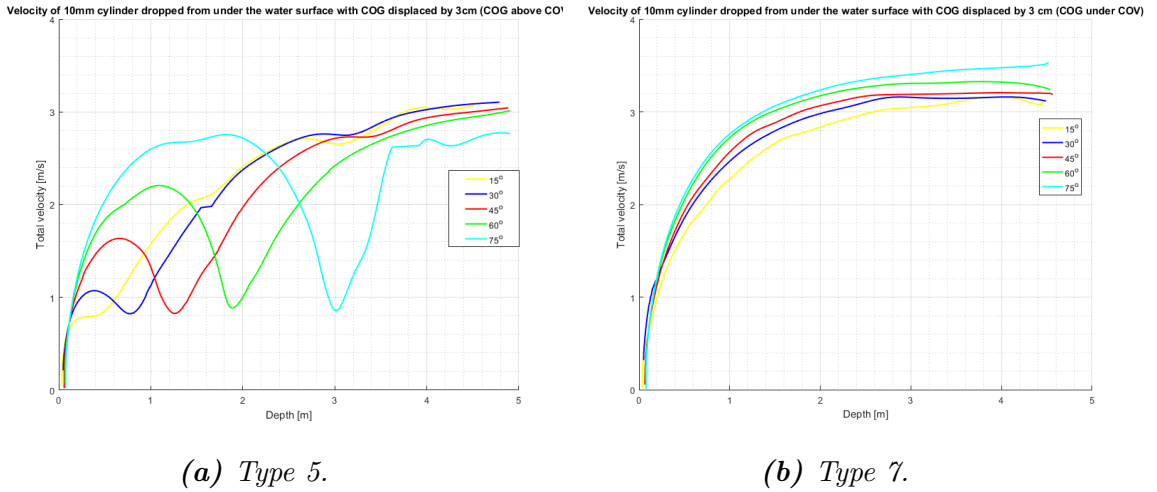 Velocity of 10mm cylinder dropped from under the water surface with COG displaced by 3cm (COG above COV
4
3
2
1
0
Total velocity [m/s]
0 1 2 3 4 5
Depth [m]
15°
30°
45°
60°
75°
(a) Type 5.
Velocity of 10mm cylinder dropped from under the water surface with COG displaced by 3 cm (COG under COV)
4
3
2
1
0
Total velocity [m/s]
0 1 2 3 4 5
Depth [m]
15°
30°
45°
60°
75°
(b) Type 7.